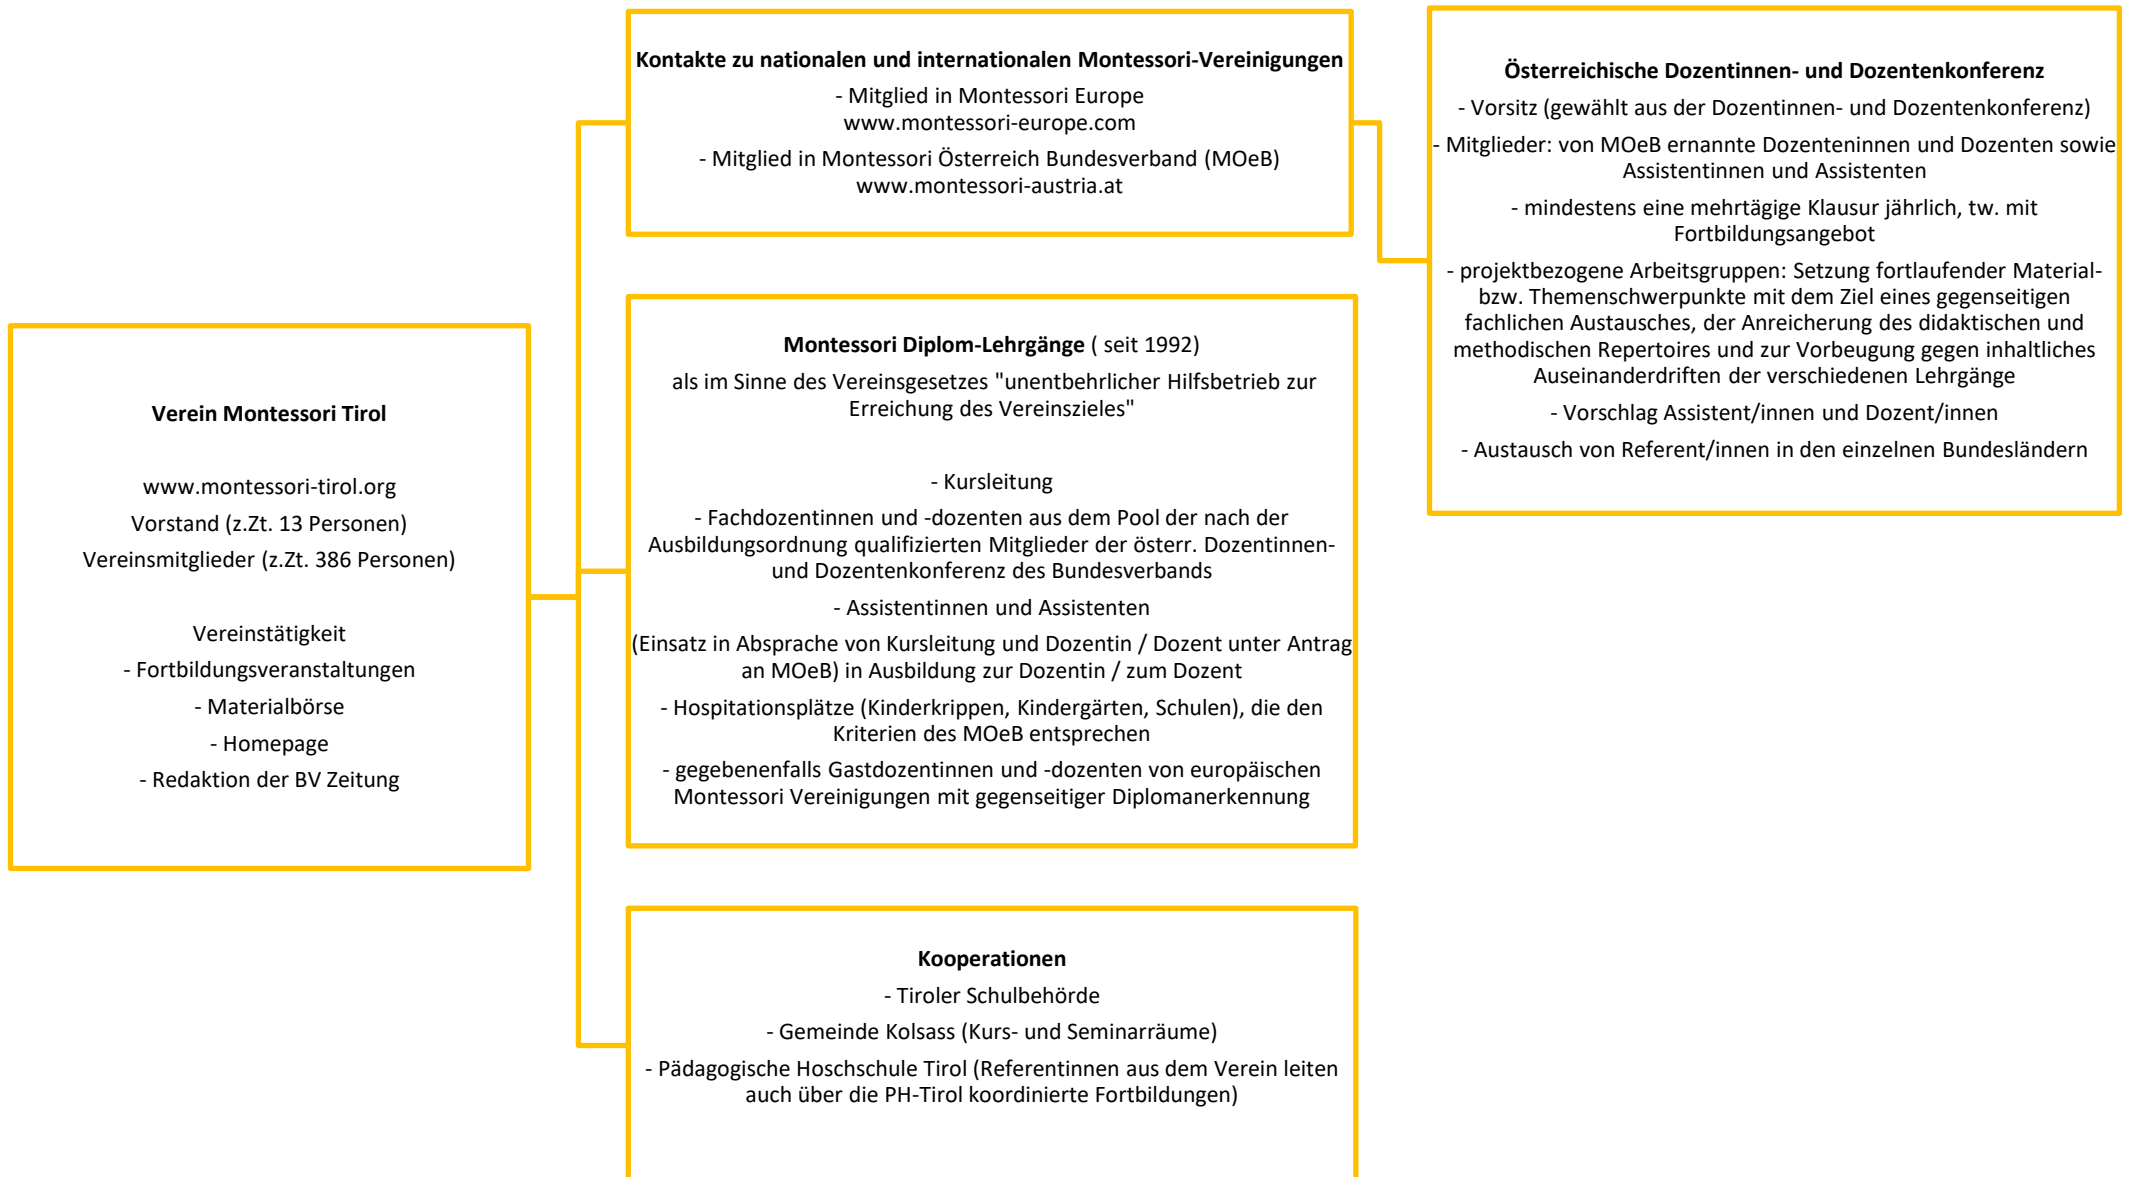 Verein Montessori Tirol
www.montessori-tirol.org
Vorstand (z.Zt. 13 Personen)
Vereinsmitglieder (z.Zt. 386 Personen)
Vereinstätigkeit
- Fortbildungsveranstaltungen
- Materialbörse
- Homepage
- Redaktion der BV Zeitung
Kontakte zu nationalen und internationalen Montessori-Vereinigungen
- Mitglied in Montessori Europe
www.montessori-europe.com
- Mitglied in Montessori Österreich Bundesverband (MOeB)
www.montessori-austria.at
Österreichische Dozentinnen- und Dozentenkonferenz
- Vorsitz (gewählt aus der Dozentinnen- und Dozentenkonferenz)
- Mitglieder: von MOeB ernannte Dozenteninnen und Dozenten sowie
Assistentinnen und Assistenten
- mindestens eine mehrtägige Klausur jährlich, tw. mit
Fortbildungsangebot
- projektbezogene Arbeitsgruppen: Setzung fortlaufender Material-
bzw. Themenschwerpunkte mit dem Ziel eines gegenseitigen
fachlichen Austausches, der Anreicherung des didaktischen und
methodischen Repertoires und zur Vorbeugung gegen inhaltliches
Auseinanderdriften der verschiedenen Lehrgänge
- Vorschlag Assistent/innen und Dozent/innen
- Austausch von Referent/innen in den einzelnen Bundesländern
Montessori Diplom-Lehrgänge ( seit 1992)
als im Sinne des Vereinsgesetzes "unentbehrlicher Hilfsbetrieb zur
Erreichung des Vereinszieles"
- Kursleitung
- Fachdozentinnen und -dozenten aus dem Pool der nach der
Ausbildungsordnung qualifizierten Mitglieder der österr. Dozentinnen-
und Dozentenkonferenz des Bundesverbands
- Assistentinnen und Assistenten
(Einsatz in Absprache von Kursleitung und Dozentin / Dozent unter Antrag
an MOeB) in Ausbildung zur Dozentin / zum Dozent
- Hospitationsplätze (Kinderkrippen, Kindergärten, Schulen), die den
Kriterien des MOeB entsprechen
- gegebenenfalls Gastdozentinnen und -dozenten von europäischen
Montessori Vereinigungen mit gegenseitiger Diplomanerkennung
Kooperationen
- Tiroler Schulbehörde
- Gemeinde Kolsass (Kurs- und Seminarräume)
- Pädagogische Hoschschule Tirol (Referentinnen aus dem Verein leiten
auch über die PH-Tirol koordinierte Fortbildungen)